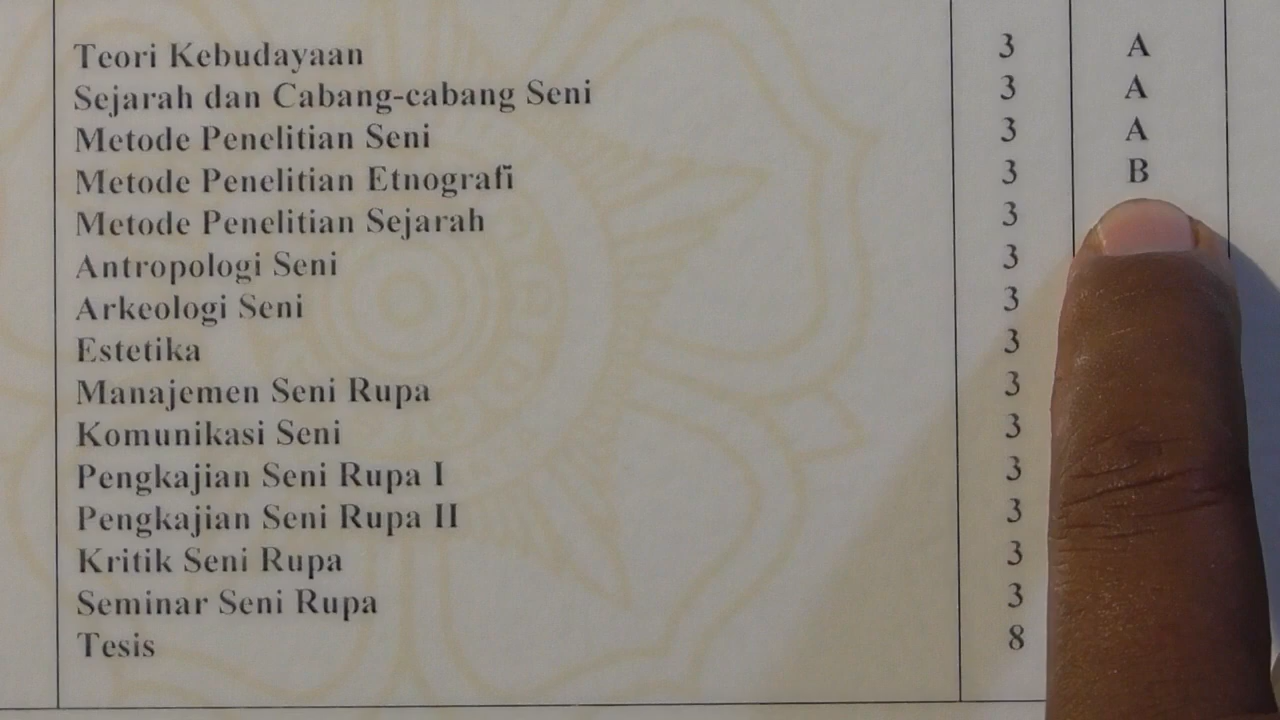 Teori Kebudayaan 3 A
Sejarah dan Cabang-cabang Seni 3 A
Metode Penelitian Seni 3 A
Metode Penelitian Etnografi 3 B
Metode Penelitian Sejarah 3
Antropologi Seni 3
Arkeologi Seni 3
Estetika 3
Manajemen Seni Rupa 3
Komunikasi Seni 3
Pengkajian Seni Rupa I 3
Pengkajian Seni Rupa II 3
Kritik Seni Rupa 3
Seminar Seni Rupa 3
Tesis 8